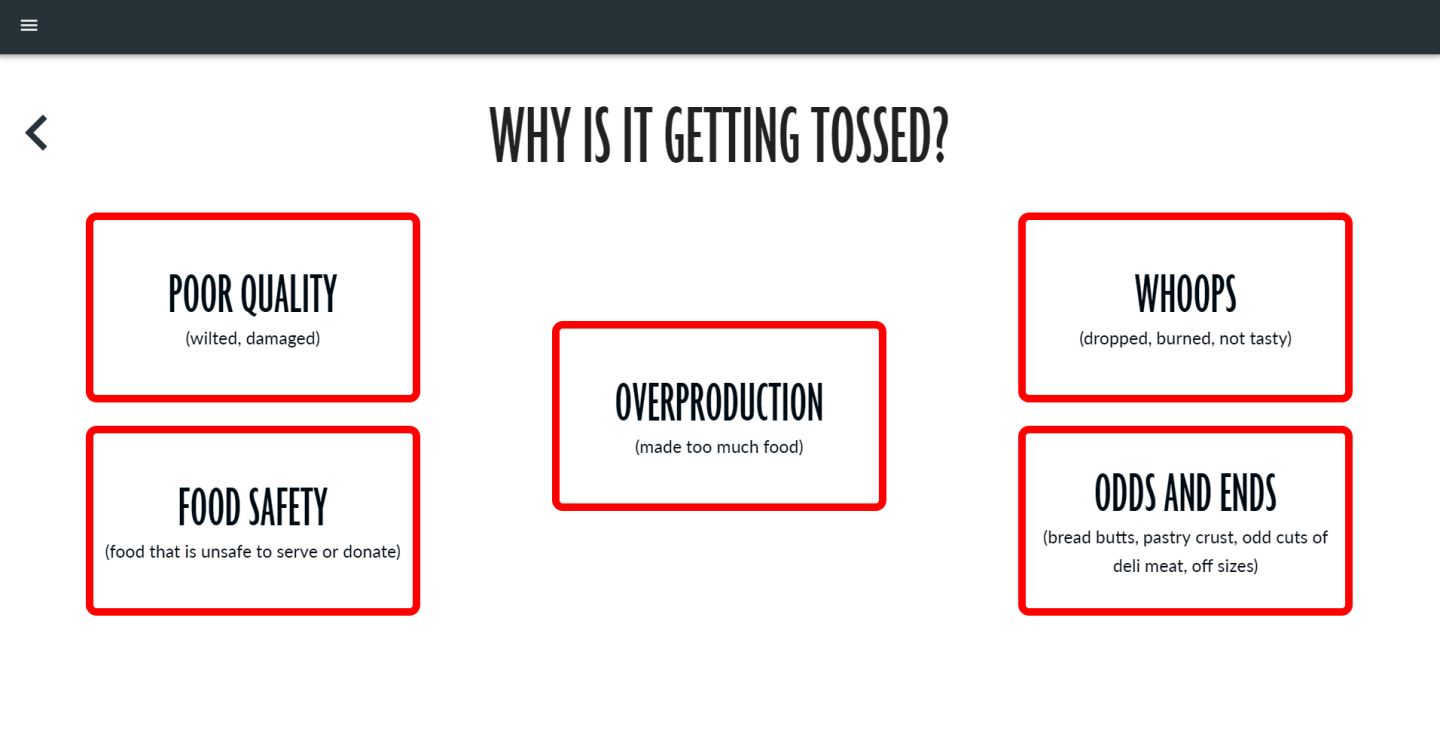 WHY IS IT GETTING TOSSED?
POOR QUALITY
(wilted, damaged)
FOOD SAFETY
(food that is unsafe to serve or donate)
OVERPRODUCTION
(made too much food)
WHOOPS
(dropped, burned, not tasty)
ODDS AND ENDS
(bread butts, pastry crust, odd cuts of
deli meat, off sizes)